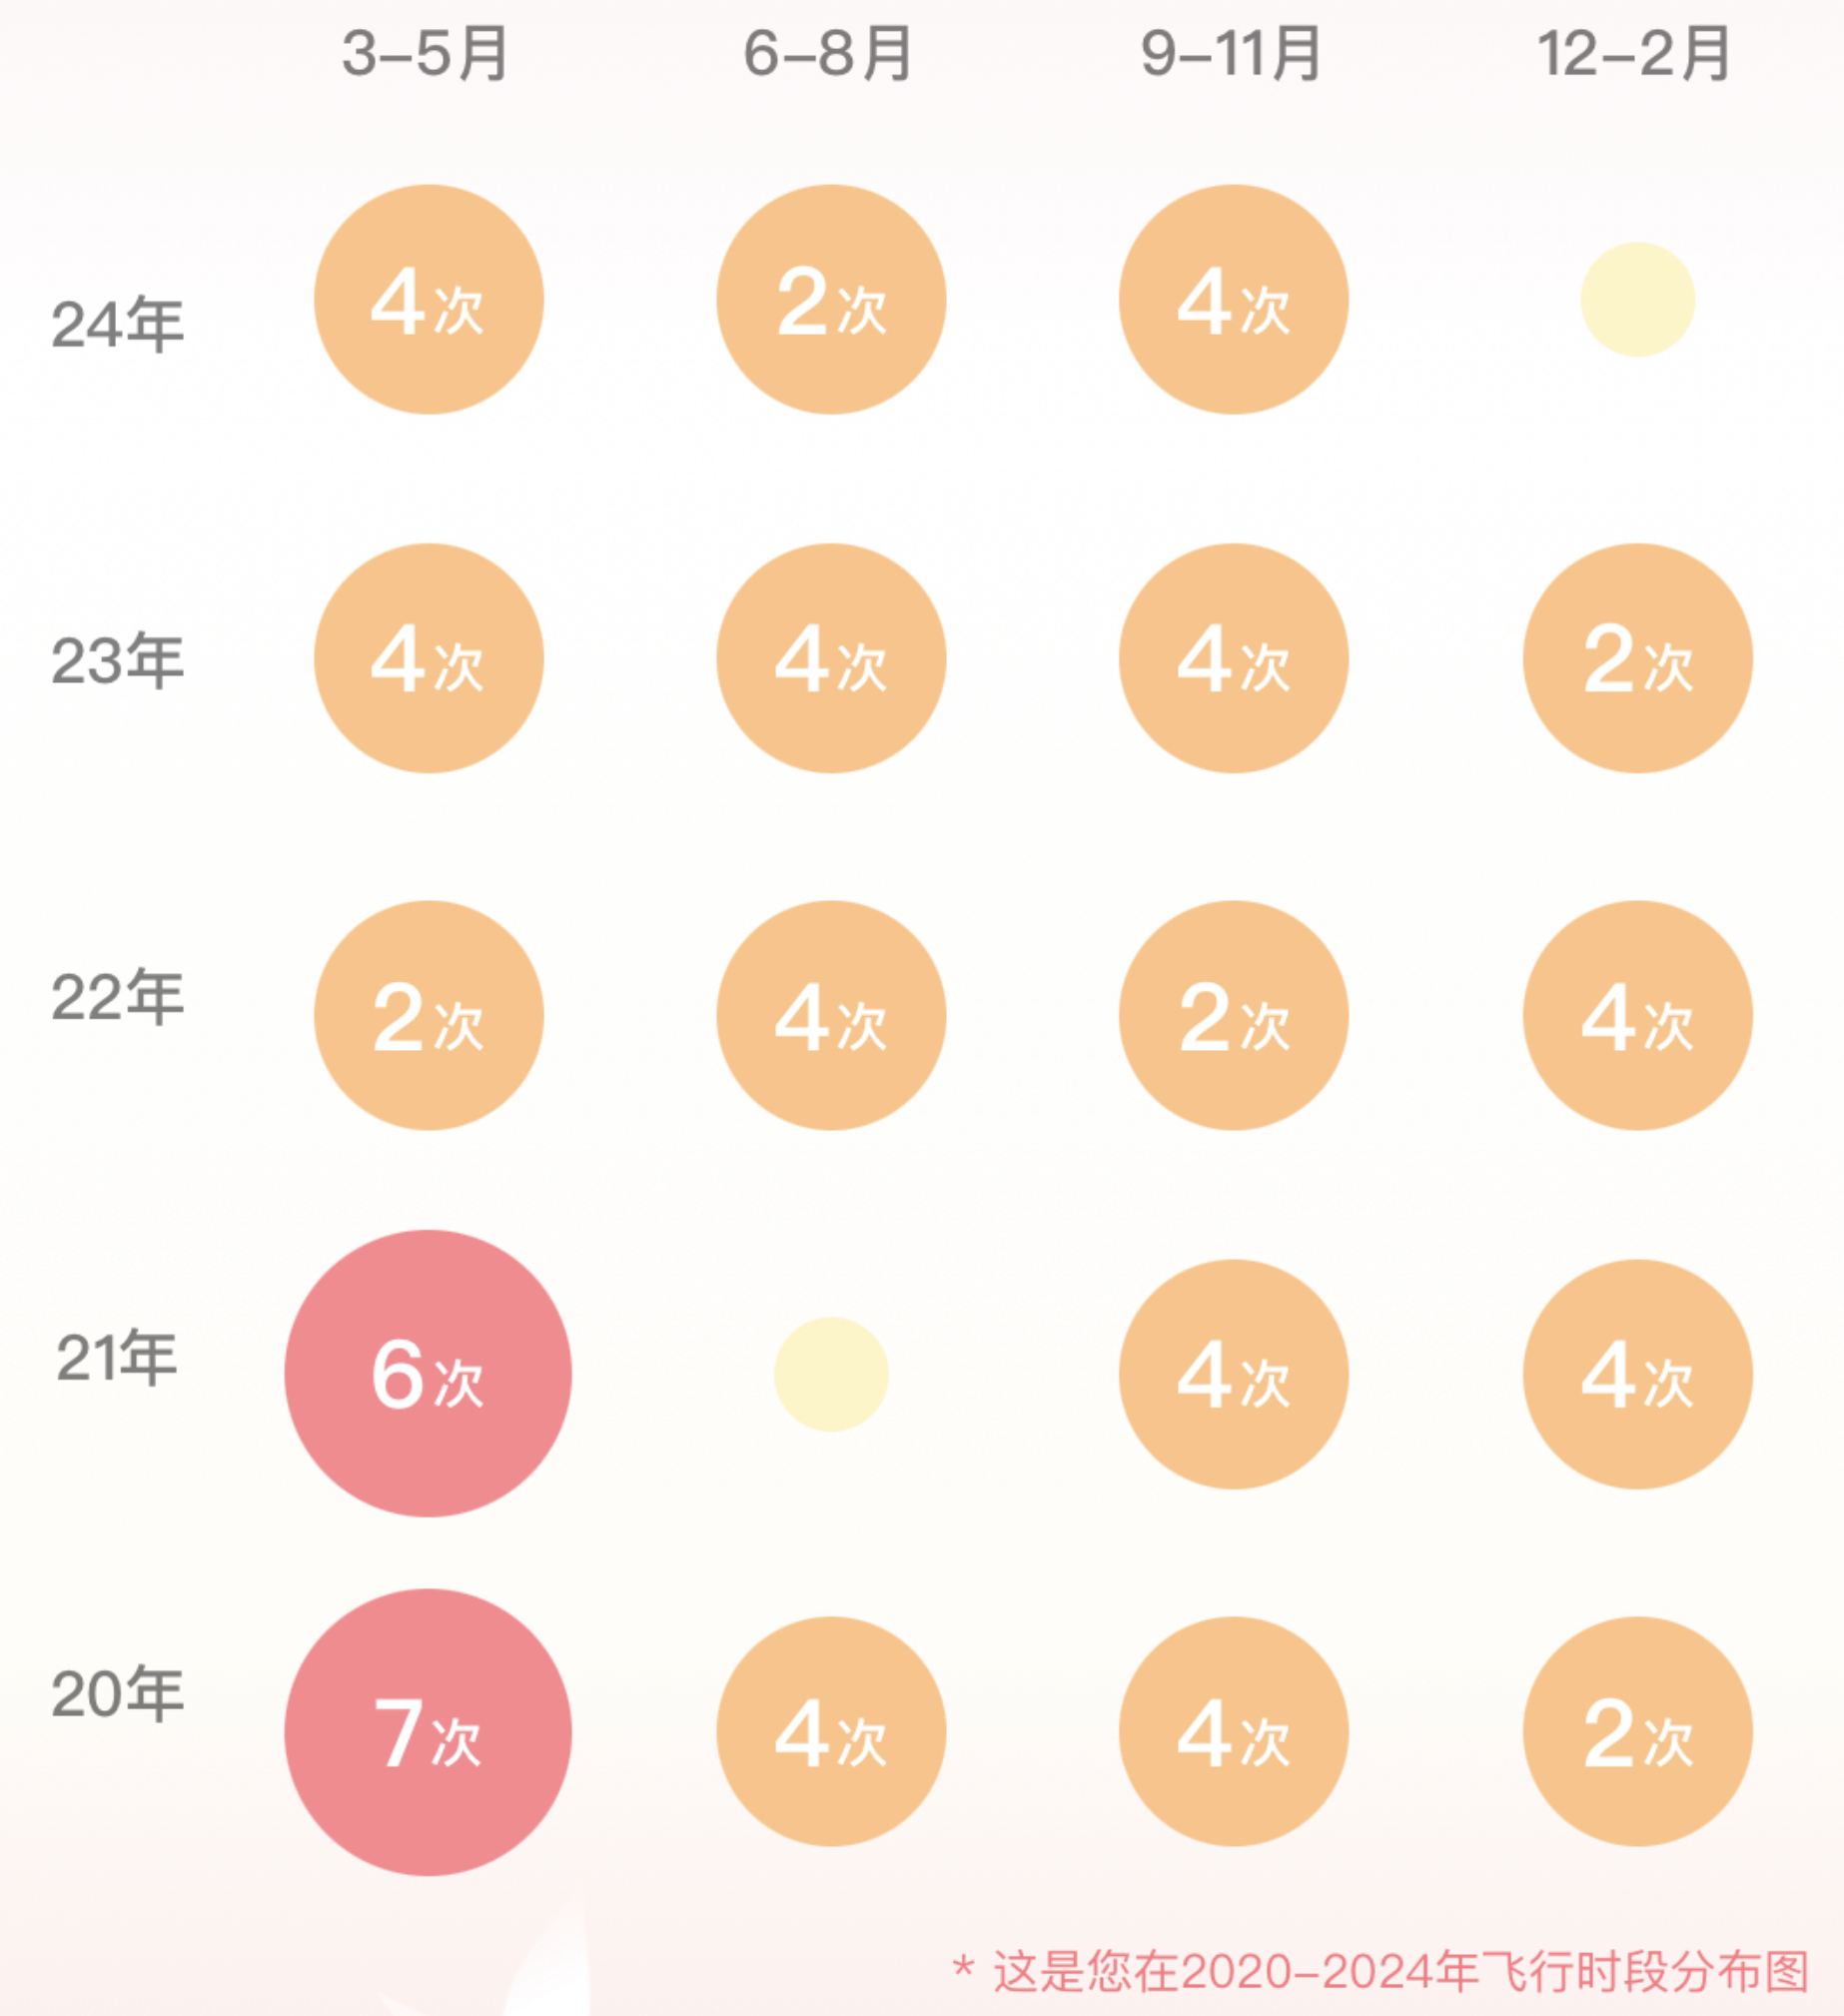 3–5月 6–8月 9–11月 12–2月
24年 4次 2次 4次
23年 4次 4次 4次 2次
22年 2次 4次 2次 4次
21年 6次 4次 4次
20年 7次 4次 4次 2次
* 这是您在2020–2024年飞行时段分布图